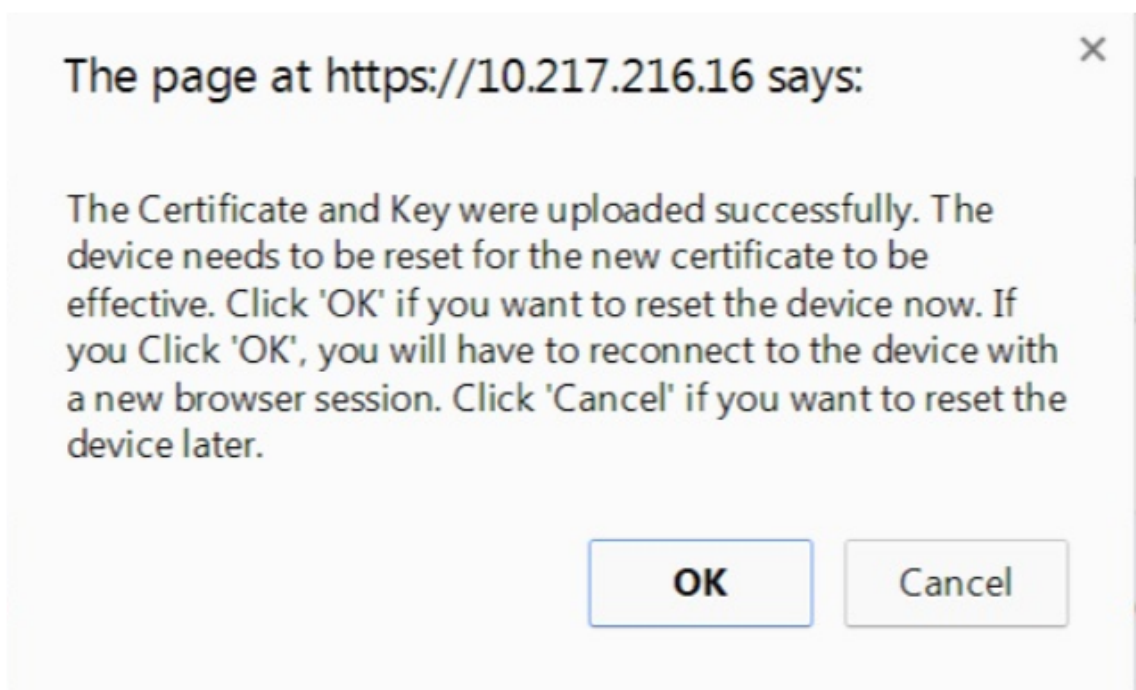 The page at https://10.217.216.16 says:
×
The Certificate and Key were uploaded successfully. The
device needs to be reset for the new certificate to be
effective. Click 'OK' if you want to reset the device now. If
you Click 'OK', you will have to reconnect to the device with
a new browser session. Click 'Cancel' if you want to reset the
device later.
OK
Cancel